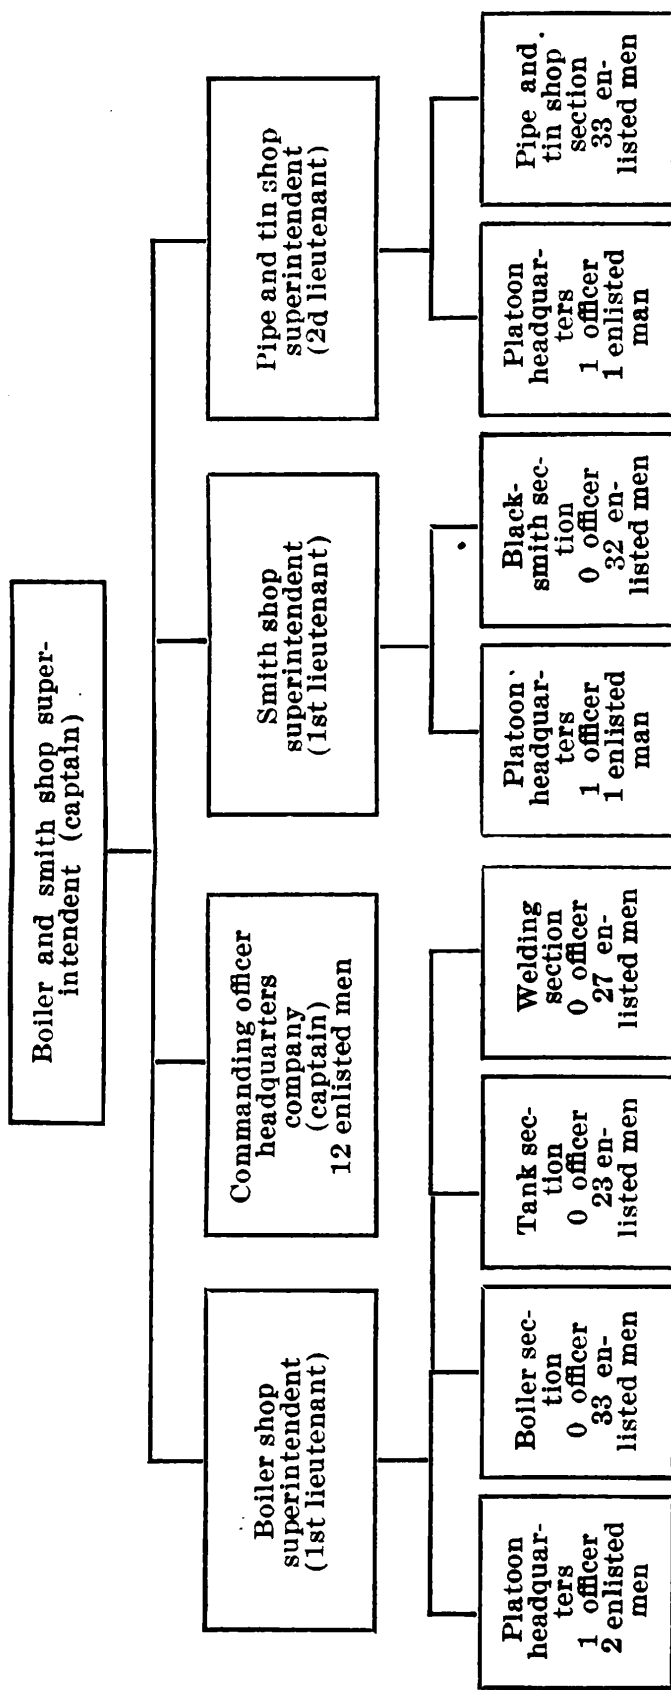 Boiler and smith shop super-
intendent (captain)
Boiler shop
superintendent
(1st lieutenant)
Commanding officer
headquarters
company
(captain)
12 enlisted men
Smith shop
superintendent
(1st lieutenant)
Pipe and tin shop
superintendent
(2d lieutenant)
Platoon
headquar-
ters
1 officer
2 enlisted
men
Boiler sec-
tion
0 officer
33 en-
listed men
Tank sec-
tion
0 officer
23 en-
listed men
Welding
section
0 officer
27 en-
listed men
Platoon
headquar-
ters
1 officer
1 enlisted
man
Black-
smith sec-
tion
0 officer
32 en-
listed men
Platoon
headquar-
ters
1 officer
1 enlisted
man
Pipe and
tin shop
section
33 en-
listed men